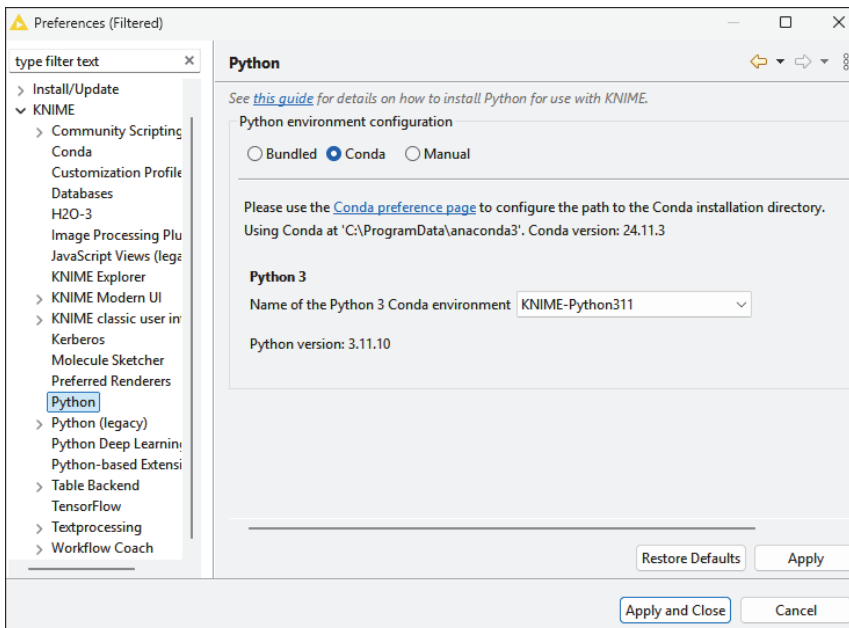 Preferences (Filtered)
type filter text
Install/Update
KNIME
Community Scripting
Conda
Customization Profile
Databases
H2O-3
Image Processing Plu
JavaScript Views (lega
KNIME Explorer
KNIME Modern UI
KNIME classic user in
Kerberos
Molecule Sketcher
Preferred Renderers
Python
Python (legacy)
Python Deep Learnin
Python-based Extensi
Table Backend
TensorFlow
Textprocessing
Workflow Coach
Python
See this guide for details on how to install Python for use with KNIME.
Python environment configuration
Bundled Conda Manual
Please use the Conda preference page to configure the path to the Conda installation directory.
Using Conda at 'C:\ProgramData\anaconda3'. Conda version: 24.11.3
Python 3
Name of the Python 3 Conda environment KNIME-Python311
Python version: 3.11.10
Restore Defaults Apply
Apply and Close Cancel